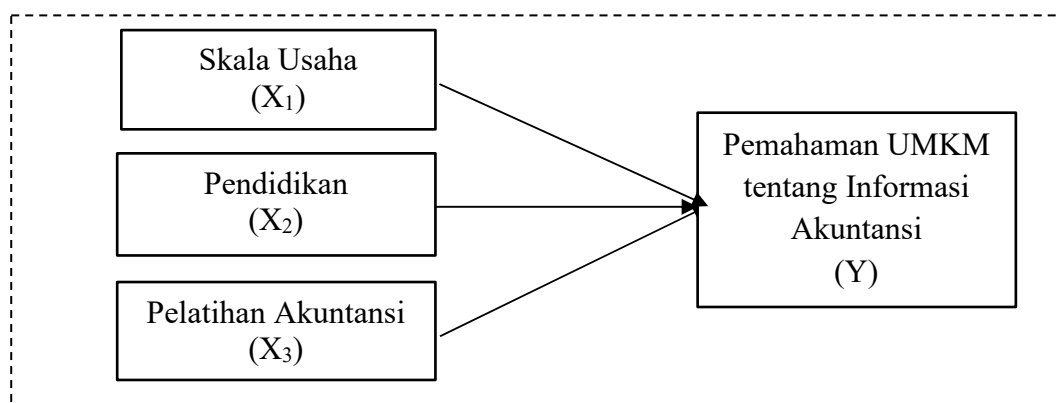 Skala Usaha
(X₁)
Pendidikan
(X₂)
Pelatihan Akuntansi
(X₃)
Pemahaman UMKM
tentang Informasi
Akuntansi
(Y)